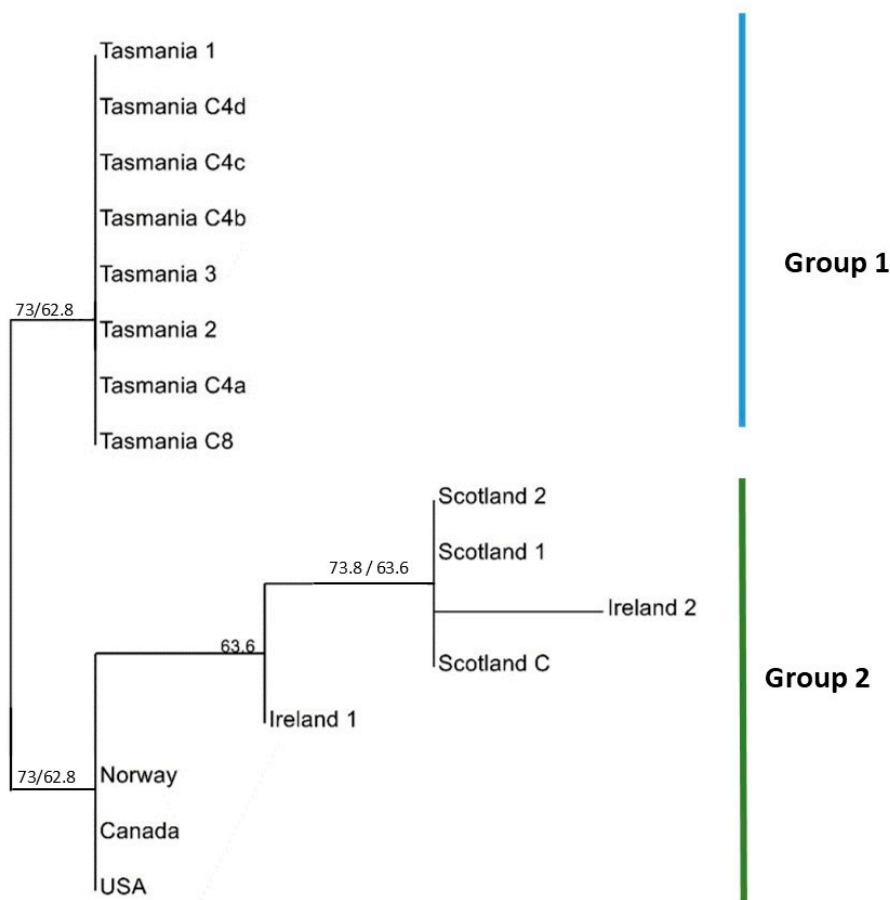 Tasmania 1
Tasmania C4d
Tasmania C4c
Tasmania C4b
Group 1
Tasmania 3
73/62.8
Tasmania 2
Tasmania C4a
Tasmania C8
Scotland 2
Scotland 1
73.8 / 63.6
Ireland 2
63.6
Scotland C
Group 2
Ireland 1
73/62.8
Norway
Canada
USA